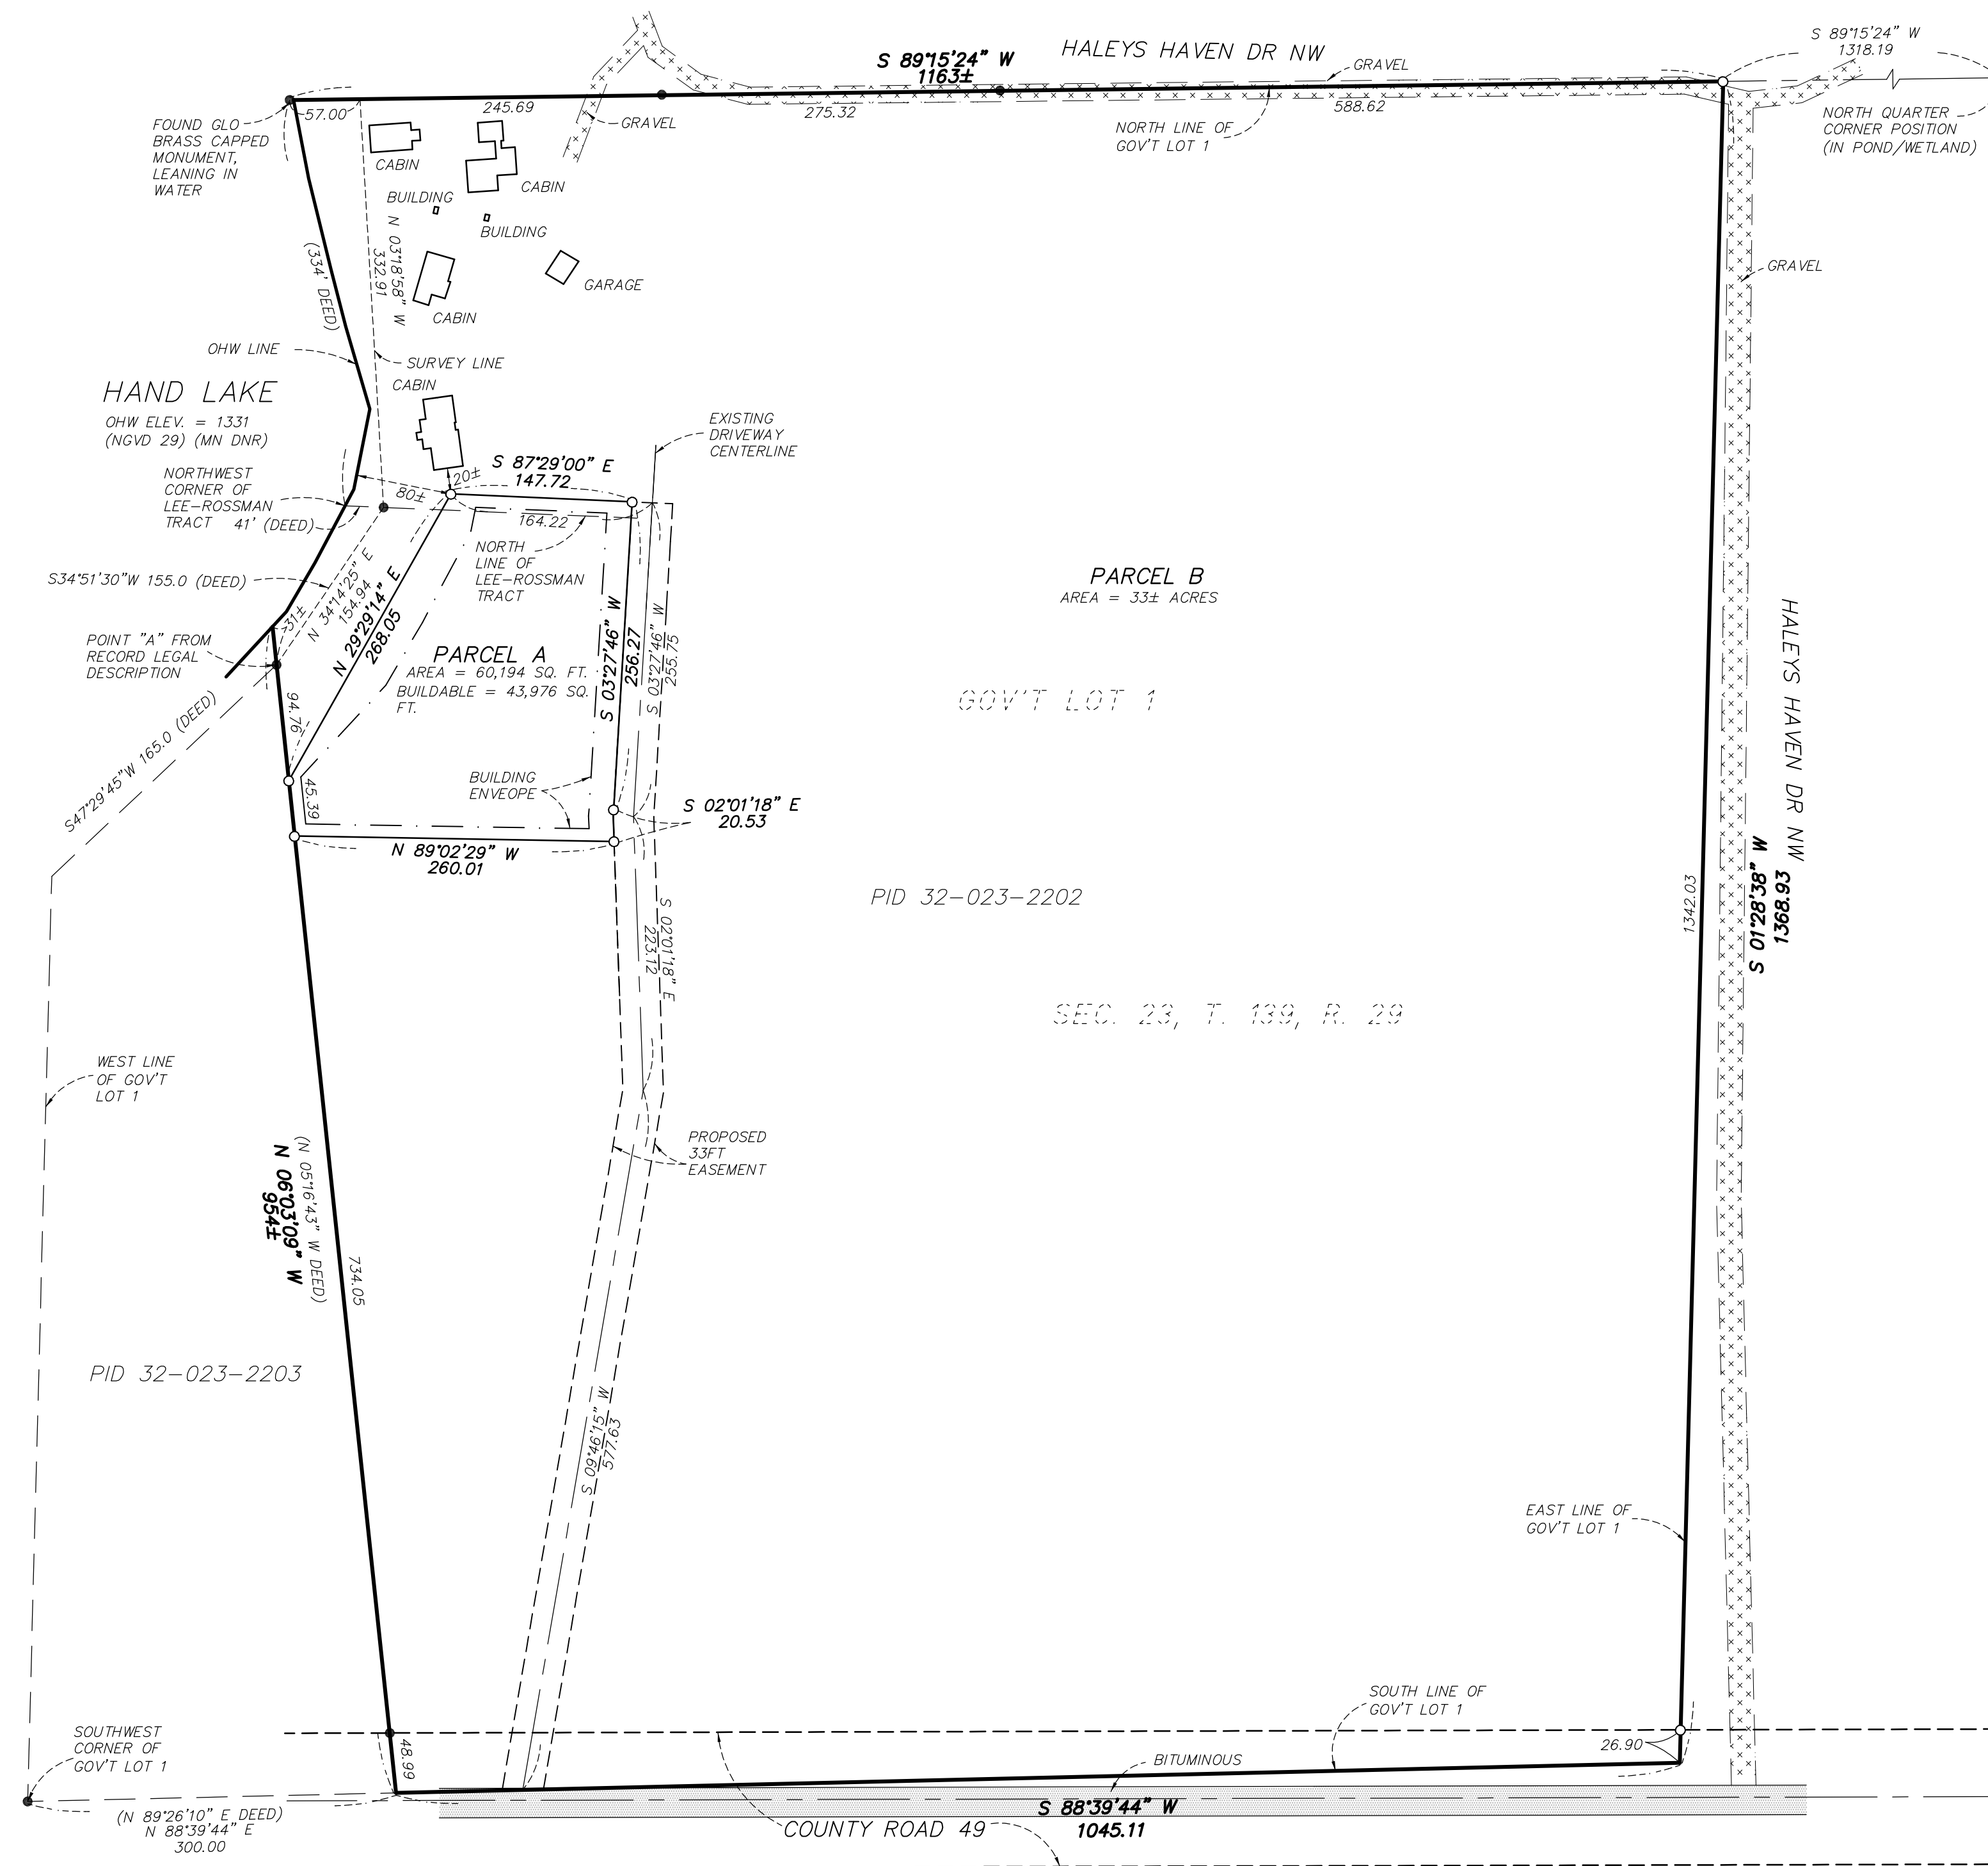 S 89°15'24" W
1163±
HALEYS HAVEN DR NW
GRAVEL
S 89°15'24" W
1318.19
57.00
245.69
275.32
588.62
FOUND GLO
BRASS CAPPED
MONUMENT,
LEANING IN
WATER
GRAVEL
NORTH LINE OF
GOV'T LOT 1
NORTH QUARTER
CORNER POSITION
(IN POND/WETLAND)
CABIN
CABIN
BUILDING
BUILDING
GARAGE
CABIN
GRAVEL
(334' DEED)
N 03°18'58" W
332.91
OHW LINE
SURVEY LINE
CABIN
HAND LAKE
OHW ELEV. = 1331
(NGVD 29) (MN DNR)
EXISTING
DRIVEWAY
CENTERLINE
NORTHWEST
CORNER OF
LEE-ROSSMAN
TRACT
41' (DEED)
80±
20±
S 87°29'00" E
147.72
164.22
NORTH
LINE OF
LEE-ROSSMAN
TRACT
S34°51'30"W 155.0 (DEED)
N 34°14'25" E
154.94
N 29°29'14" E
268.05
31±
POINT "A" FROM
RECORD LEGAL
DESCRIPTION
PARCEL A
AREA = 60,194 SQ. FT.
BUILDABLE = 43,976 SQ.
FT.
S 03°27'46" W
256.27
S 03°27'46" W
255.75
PARCEL B
AREA = 33± ACRES
HALEYS HAVEN DR NW
GOV'T LOT 1
94.76
S47°29'45"W 165.0 (DEED)
45.39
BUILDING
ENVEOPE
S 02°01'18" E
20.53
N 89°02'29" W
260.01
PID 32-023-2202
1342.03
S 01°28'38" W
1368.93
S 02°01'18" E
223.12
SEC. 23, T. 139, R. 29
WEST LINE
OF GOV'T
LOT 1
PROPOSED
33FT
EASEMENT
(N 05°16'43" W DEED)
N 06°03'09" W
954±
734.05
PID 32-023-2203
S 09°46'15" W
577.63
EAST LINE OF
GOV'T LOT 1
SOUTH LINE OF
GOV'T LOT 1
SOUTHWEST
CORNER OF
GOV'T LOT 1
48.99
26.90
BITUMINOUS
(N 89°26'10" E DEED)
N 88°39'44" E
300.00
S 88°39'44" W
1045.11
COUNTY ROAD 49